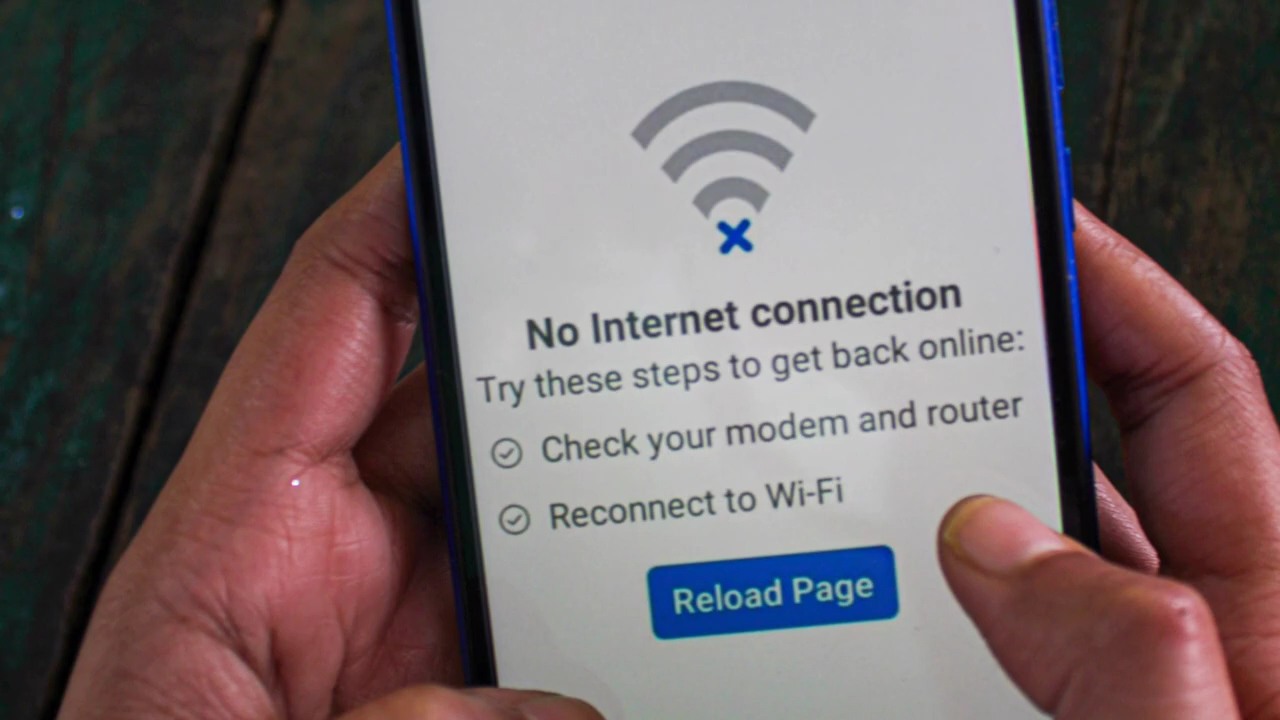 No Internet connection
Try these steps to get back online:
Check your modem and router
Reconnect to Wi-Fi
Reload Page